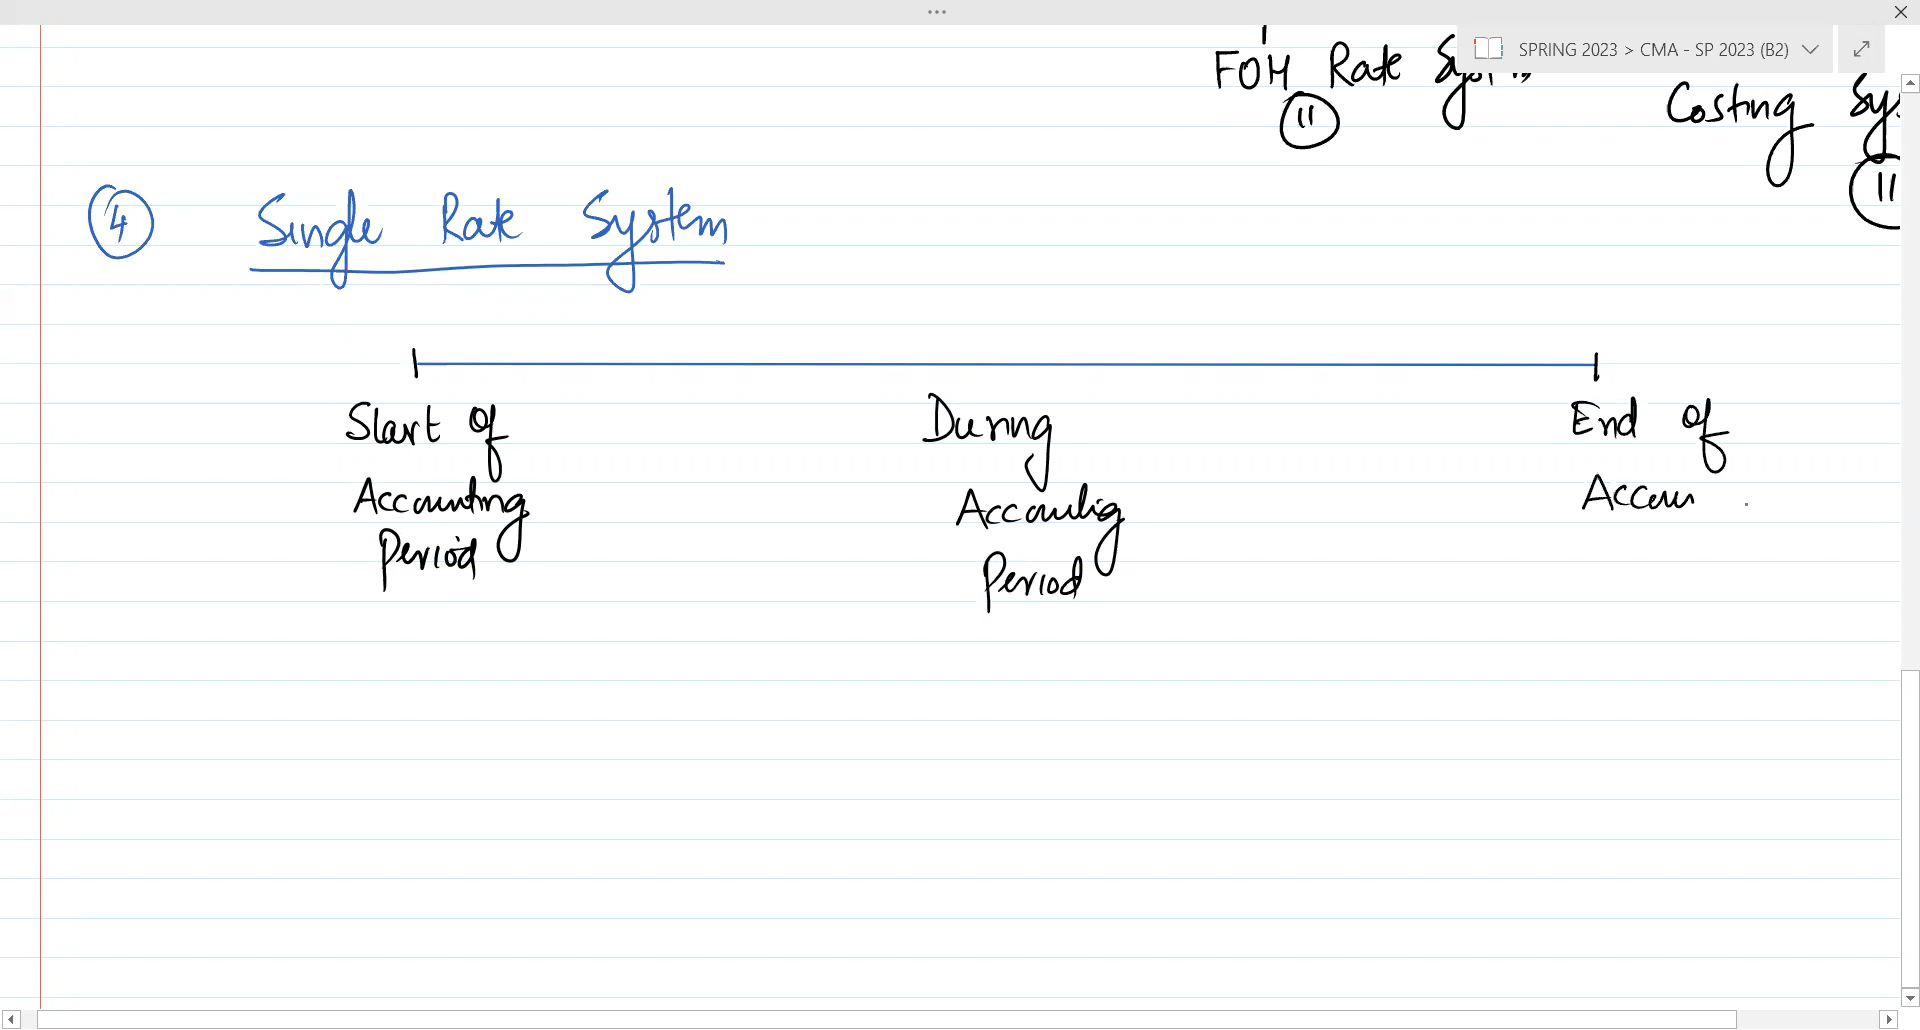 SPRING 2023 > CMA - SP 2023 (B2)
FOH Rate
11
Costing
11
4 Single Rate System
Start of
Accounting
Period
During
Accounting
Period
End of
Accoun